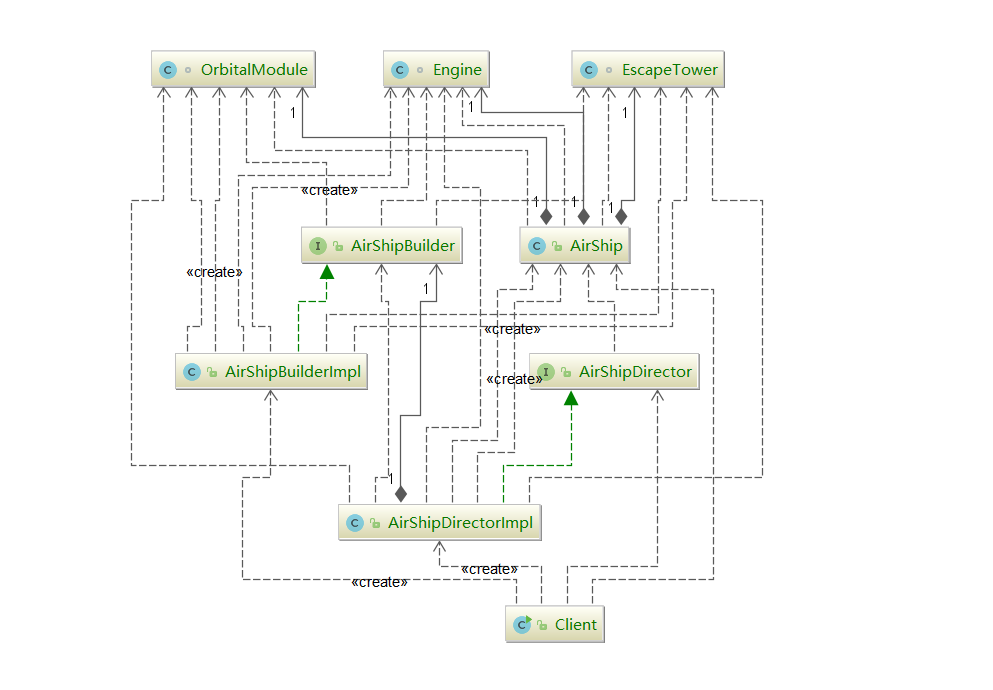 C OrbitalModule
C Engine
C EscapeTower
1
1
1
«create»
1
1
1
I AirShipBuilder
C AirShip
«create»
1
«create»
C AirShipBuilderImpl
«create»
I AirShipDirector
1
C AirShipDirectorImpl
«create»
«create»
C Client